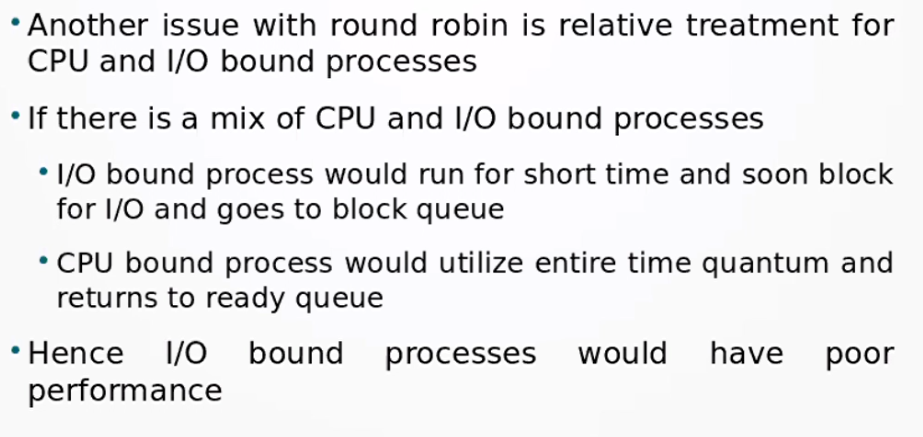 • Another issue with round robin is relative treatment for
CPU and I/O bound processes
• If there is a mix of CPU and I/O bound processes
• I/O bound process would run for short time and soon block
for I/O and goes to block queue
• CPU bound process would utilize entire time quantum and
returns to ready queue
• Hence I/O bound processes would have poor
performance